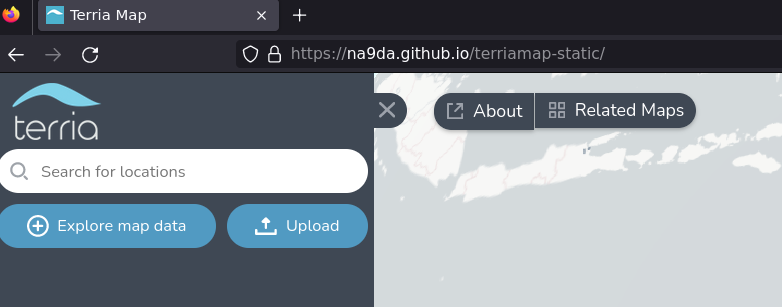 Terria Map
https://na9da.github.io/terriamap-static/
terria
About
Related Maps
Search for locations
Explore map data
Upload